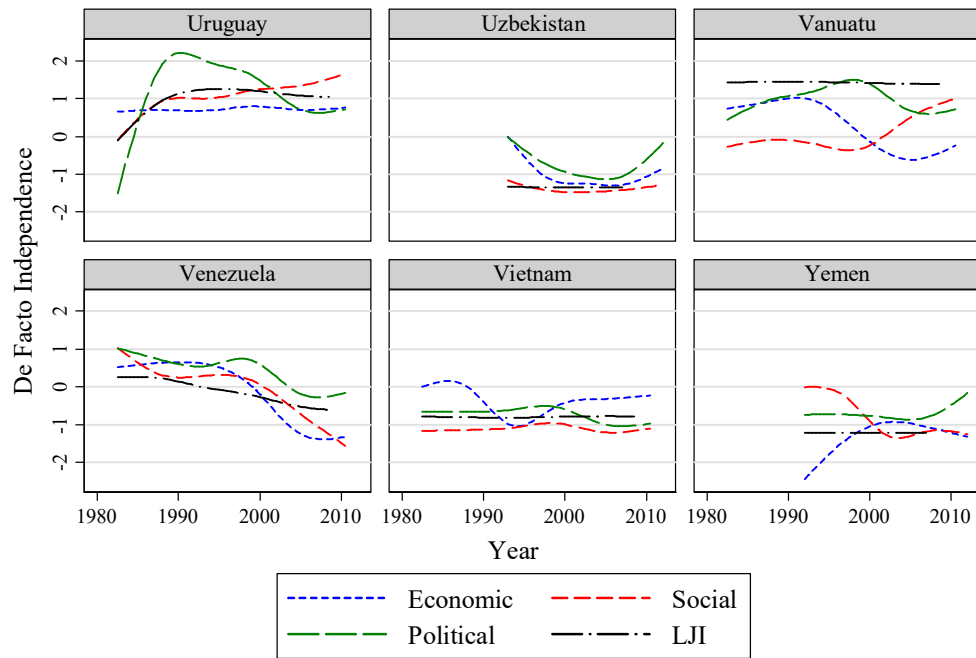 Uruguay Uzbekistan Vanuatu
2
1
0
-1
-2
Venezuela Vietnam Yemen
2
1
0
-1
-2
De Facto Independence
1980 1990 2000 2010 1980 1990 2000 2010 1980 1990 2000 2010
Year
Economic Social
Political LJI